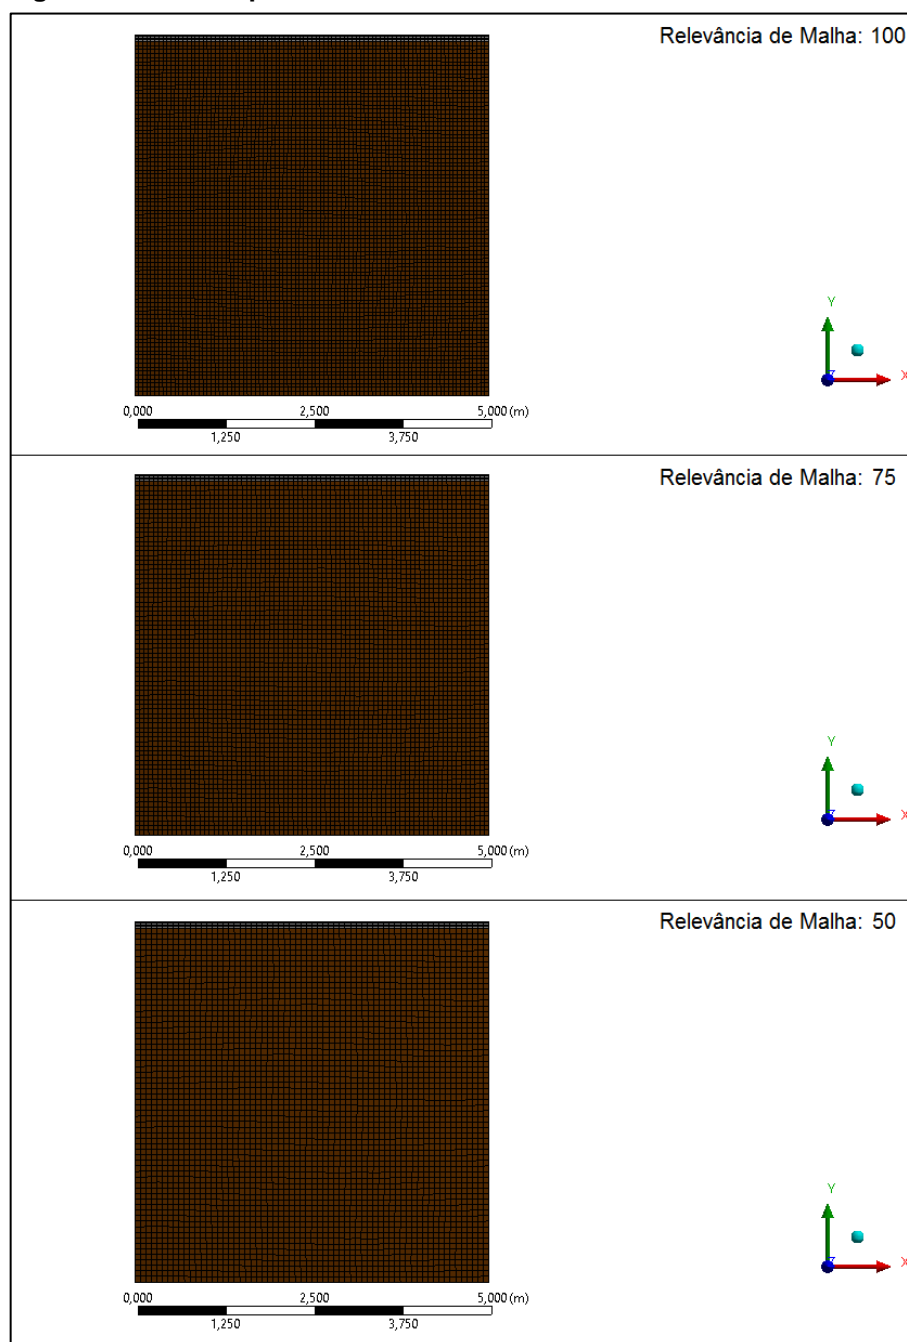 Relevância de Malha: 100
Y
X
0,000 2,500 5,000 (m)
1,250 3,750
Relevância de Malha: 75
Y
X
0,000 2,500 5,000 (m)
1,250 3,750
Relevância de Malha: 50
Y
X
0,000 2,500 5,000 (m)
1,250 3,750